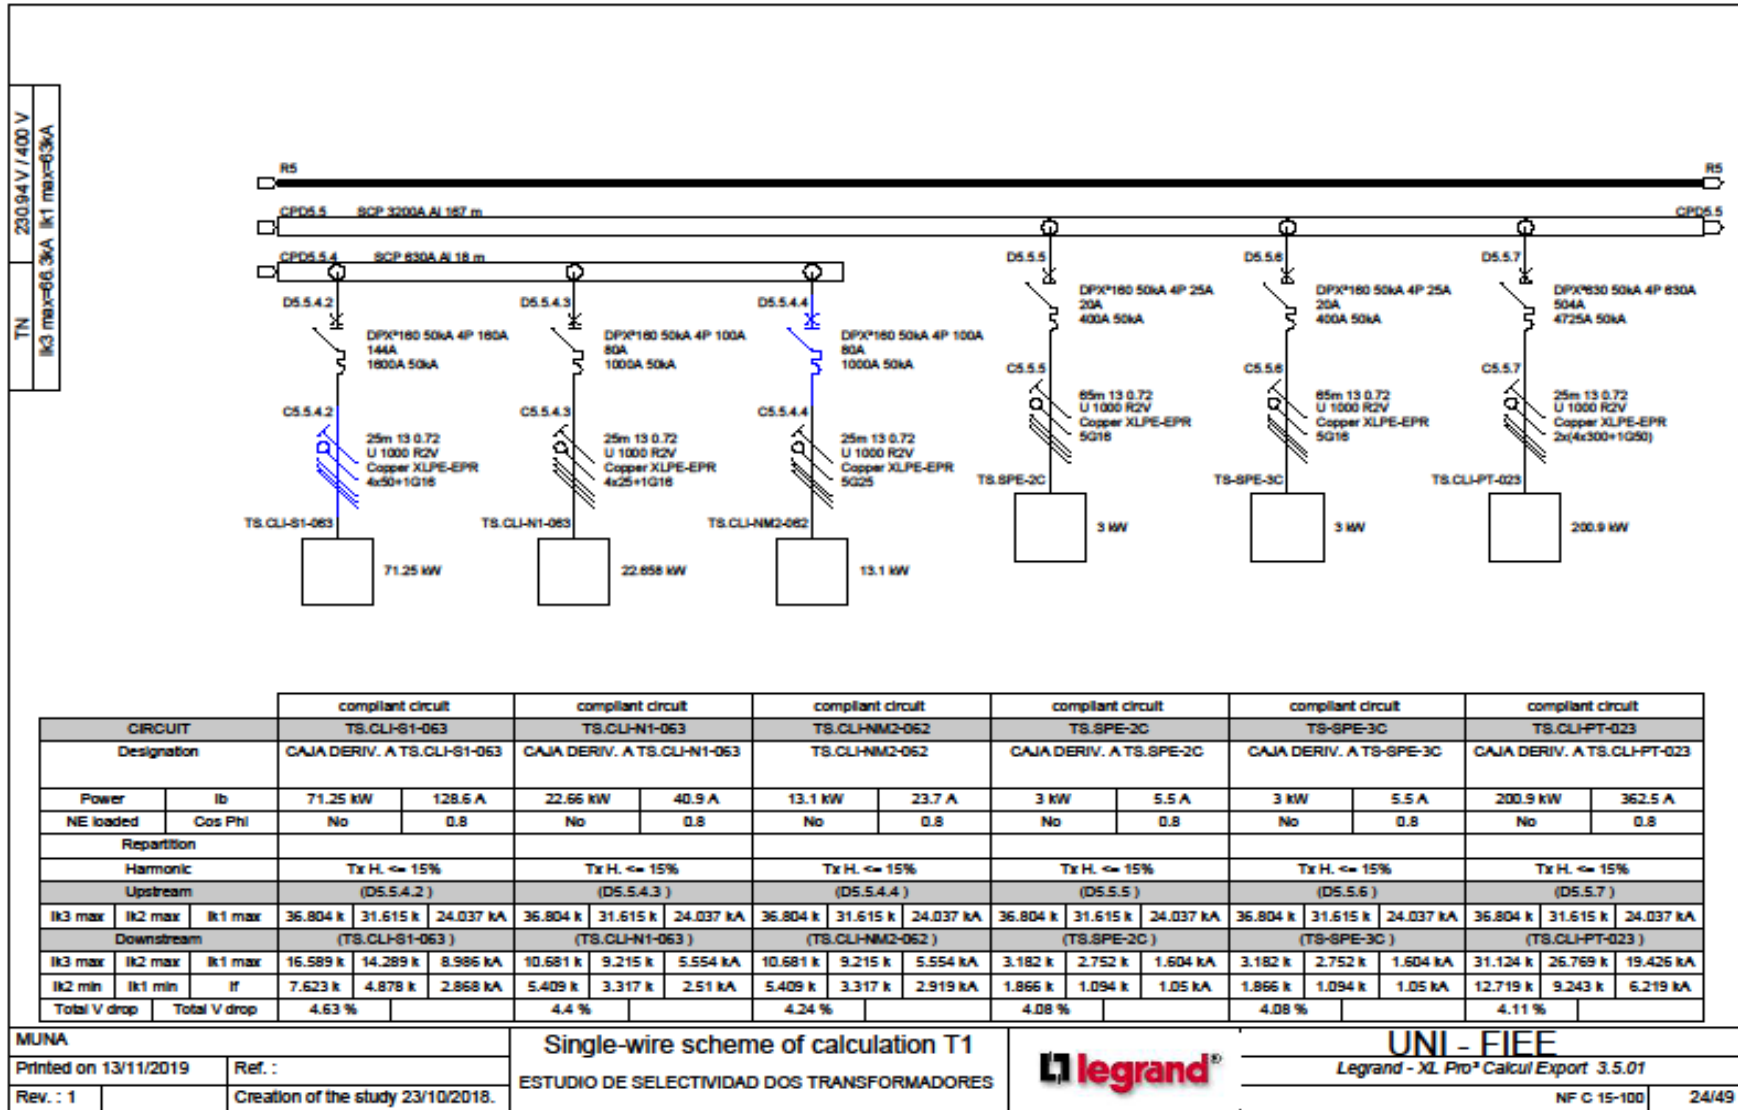 TN
230.94 V / 400 V
Ik3 max=66.3kA Ik1 max=63kA
R5
R5
CPD5.5 SCP 3200A Al 167 m
CPD5.5
CPD5.5.4 SCP 630A Al 18 m
D5.5.4.2
DPX³160 50kA 4P 160A
144A
1600A 50kA
C5.5.4.2
25m 13 0.72
U 1000 R2V
Copper XLPE-EPR
4x50+1G16
TS.CLI-S1-063
71.25 kW
D5.5.4.3
DPX³160 50kA 4P 100A
80A
1000A 50kA
C5.5.4.3
25m 13 0.72
U 1000 R2V
Copper XLPE-EPR
4x25+1G16
TS.CLI-N1-063
22.658 kW
D5.5.4.4
DPX³160 50kA 4P 100A
80A
1000A 50kA
C5.5.4.4
25m 13 0.72
U 1000 R2V
Copper XLPE-EPR
5G25
TS.CLI-NM2-062
13.1 kW
D5.5.5
DPX³160 50kA 4P 25A
20A
400A 50kA
C5.5.5
65m 13 0.72
U 1000 R2V
Copper XLPE-EPR
5G16
TS.SPE-2C
3 kW
D5.5.6
DPX³160 50kA 4P 25A
20A
400A 50kA
C5.5.6
65m 13 0.72
U 1000 R2V
Copper XLPE-EPR
5G16
TS-SPE-3C
3 kW
D5.5.7
DPX³630 50kA 4P 630A
504A
4725A 50kA
C5.5.7
25m 13 0.72
U 1000 R2V
Copper XLPE-EPR
2x(4x300+1G50)
TS.CLI-PT-023
200.9 kW
compliant circuit compliant circuit compliant circuit compliant circuit compliant circuit compliant circuit
CIRCUIT TS.CLI-S1-063 TS.CLI-N1-063 TS.CLI-NM2-062 TS.SPE-2C TS-SPE-3C TS.CLI-PT-023
Designation CAJA DERIV. A TS.CLI-S1-063 CAJA DERIV. A TS.CLI-N1-063 TS.CLI-NM2-062 CAJA DERIV. A TS.SPE-2C CAJA DERIV. A TS-SPE-3C CAJA DERIV. A TS.CLI-PT-023
Power Ib 71.25 kW 128.6 A 22.66 kW 40.9 A 13.1 kW 23.7 A 3 kW 5.5 A 3 kW 5.5 A 200.9 kW 362.5 A
NE loaded Cos Phi No 0.8 No 0.8 No 0.8 No 0.8 No 0.8 No 0.8
Repartition
Harmonic Tx H. <= 15% Tx H. <= 15% Tx H. <= 15% Tx H. <= 15% Tx H. <= 15% Tx H. <= 15%
Upstream (D5.5.4.2 ) (D5.5.4.3 ) (D5.5.4.4 ) (D5.5.5 ) (D5.5.6 ) (D5.5.7 )
Ik3 max Ik2 max Ik1 max 36.804 k 31.615 k 24.037 kA 36.804 k 31.615 k 24.037 kA 36.804 k 31.615 k 24.037 kA 36.804 k 31.615 k 24.037 kA 36.804 k 31.615 k 24.037 kA 36.804 k 31.615 k 24.037 kA
Downstream (TS.CLI-S1-063 ) (TS.CLI-N1-063 ) (TS.CLI-NM2-062 ) (TS.SPE-2C ) (TS-SPE-3C ) (TS.CLI-PT-023 )
Ik3 max Ik2 max Ik1 max 16.589 k 14.289 k 8.986 kA 10.681 k 9.215 k 5.554 kA 10.681 k 9.215 k 5.554 kA 3.182 k 2.752 k 1.604 kA 3.182 k 2.752 k 1.604 kA 31.124 k 26.769 k 19.426 kA
Ik2 min Ik1 min If 7.623 k 4.878 k 2.868 kA 5.409 k 3.317 k 2.51 kA 5.409 k 3.317 k 2.919 kA 1.866 k 1.094 k 1.05 kA 1.866 k 1.094 k 1.05 kA 12.719 k 9.243 k 6.219 kA
Total V drop Total V drop 4.63 % 4.4 % 4.24 % 4.08 % 4.08 % 4.11 %
MUNA
Printed on 13/11/2019 Ref. :
Rev. : 1 Creation of the study 23/10/2018.
Single-wire scheme of calculation T1
ESTUDIO DE SELECTIVIDAD DOS TRANSFORMADORES
legrand®
UNI - FIEE
Legrand - XL Pro³ Calcul Export 3.5.01
NF C 15-100 24/49